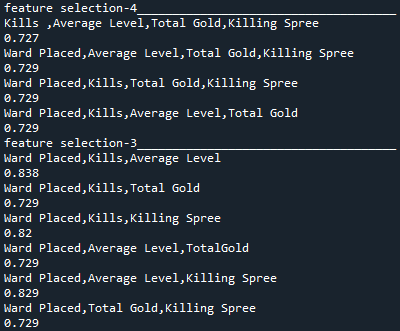 feature selection-4_____________________________________
Kills ,Average Level,Total Gold,Killing Spree
0.727
Ward Placed,Average Level,Total Gold,Killing Spree
0.729
Ward Placed,Kills,Total Gold,Killing Spree
0.729
Ward Placed,Kills,Average Level,Total Gold
0.729
feature selection-3_____________________________________
Ward Placed,Kills,Average Level
0.838
Ward Placed,Kills,Total Gold
0.729
Ward Placed,Kills,Killing Spree
0.82
Ward Placed,Average Level,TotalGold
0.729
Ward Placed,Average Level,Killing Spree
0.829
Ward Placed,Total Gold,Killing Spree
0.729